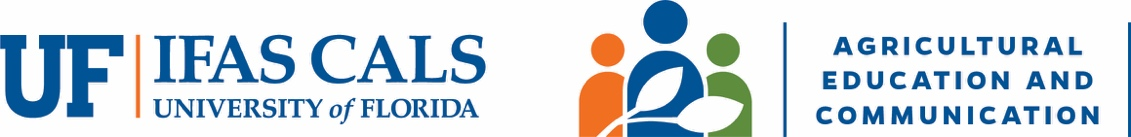 UF
IFAS CALS
UNIVERSITY of FLORIDA
AGRICULTURAL
EDUCATION AND
COMMUNICATION